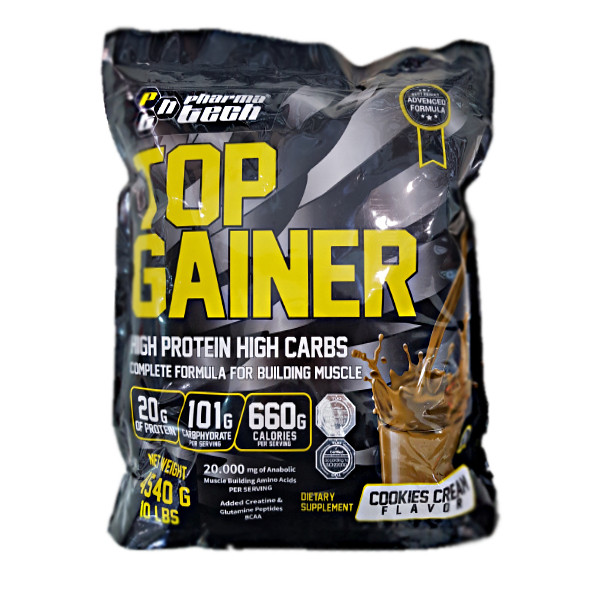 Pharma
tech
ADVENCED
FORMULA
TOP
GAINER
HIGH PROTEIN HIGH CARBS
COMPLETE FORMULA FOR BUILDING MUSCLE
20G
OF PROTEIN
101G
CARBOHYDRATE
PER SERVING
660G
CALORIES
PER SERVING
NET WEIGHT
4540 G
10 LBS
20.000 mg of Anabolic
Muscle Building Amino Acids
PER SERVING
Added Creatine &
Glutamine Peptides
BCAA
DIETARY
SUPPLEMENT
COOKIES CREAM
FLAVOR